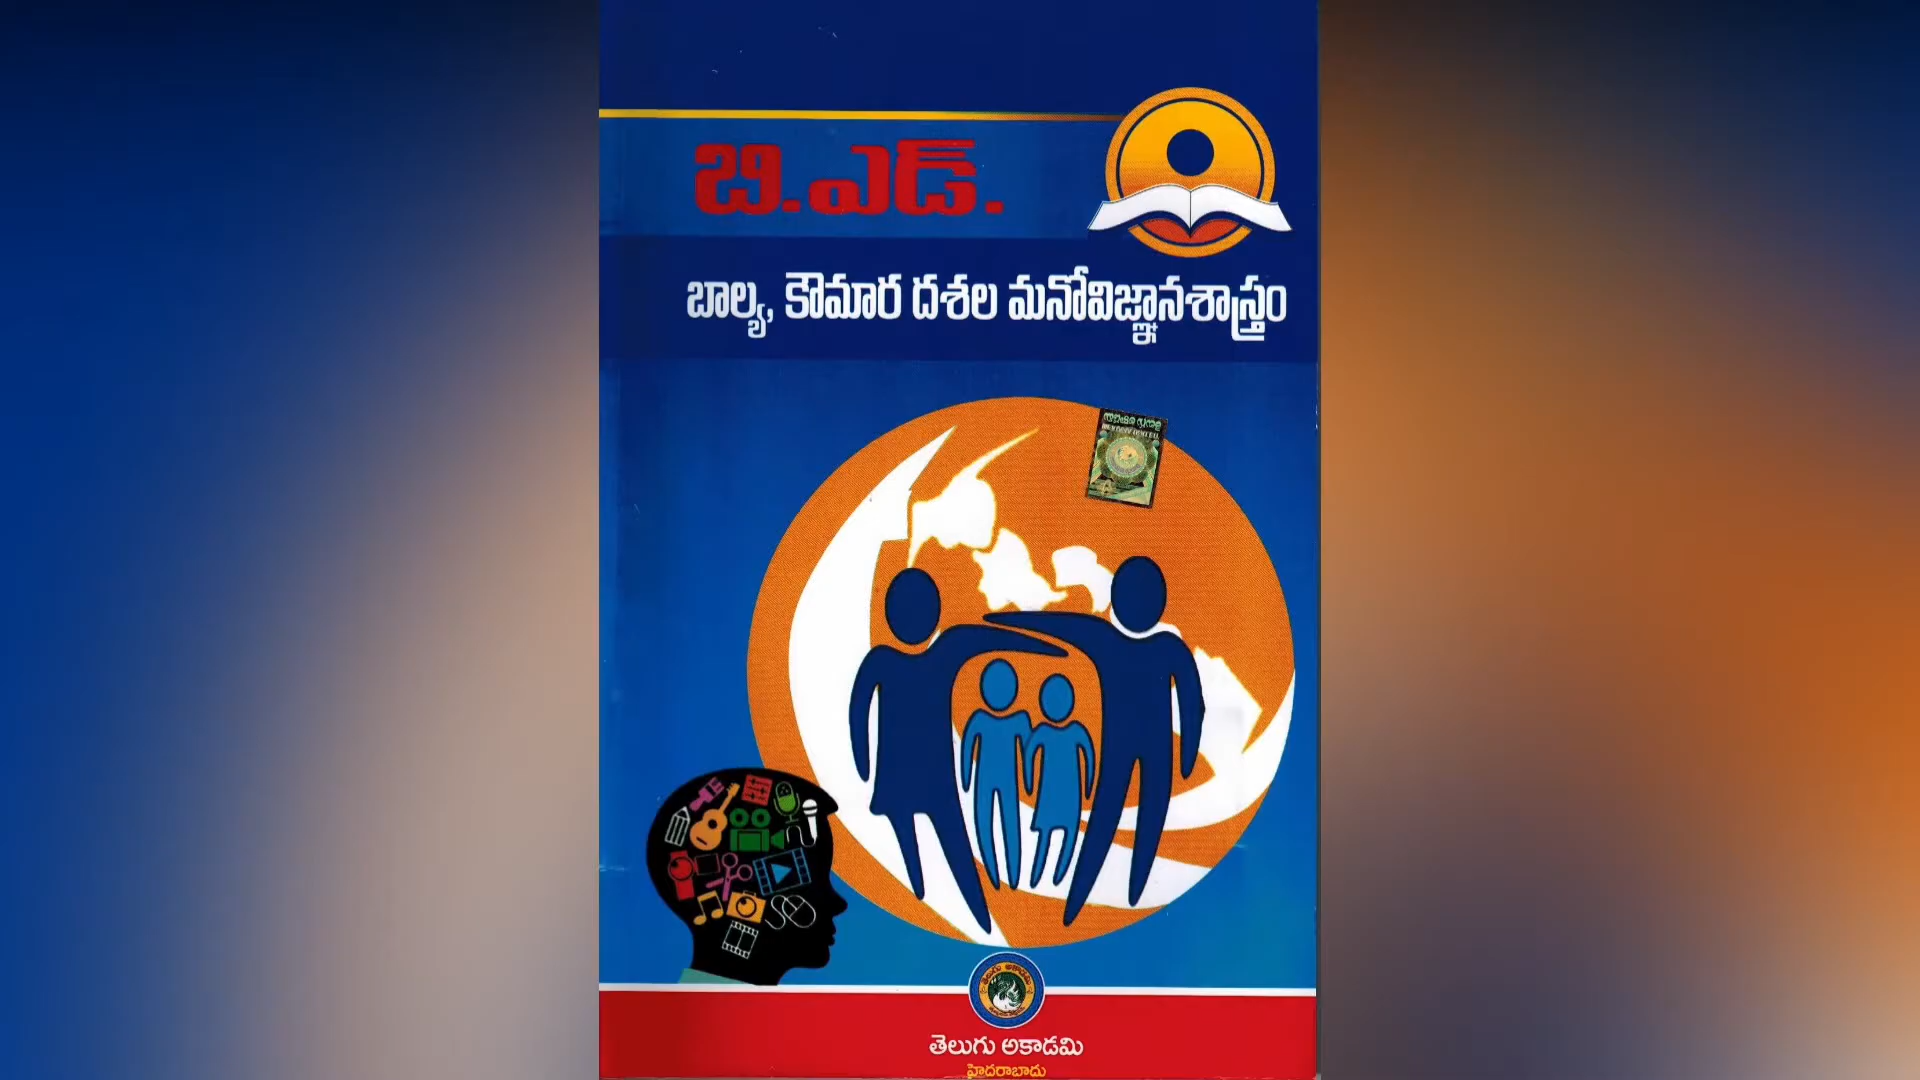 బి.ఎడ్.
బాల్య, కౌమార దశల మనోవిజ్ఞానశాస్త్రం
తెలుగు అకాడమి
హైదరాబాదు